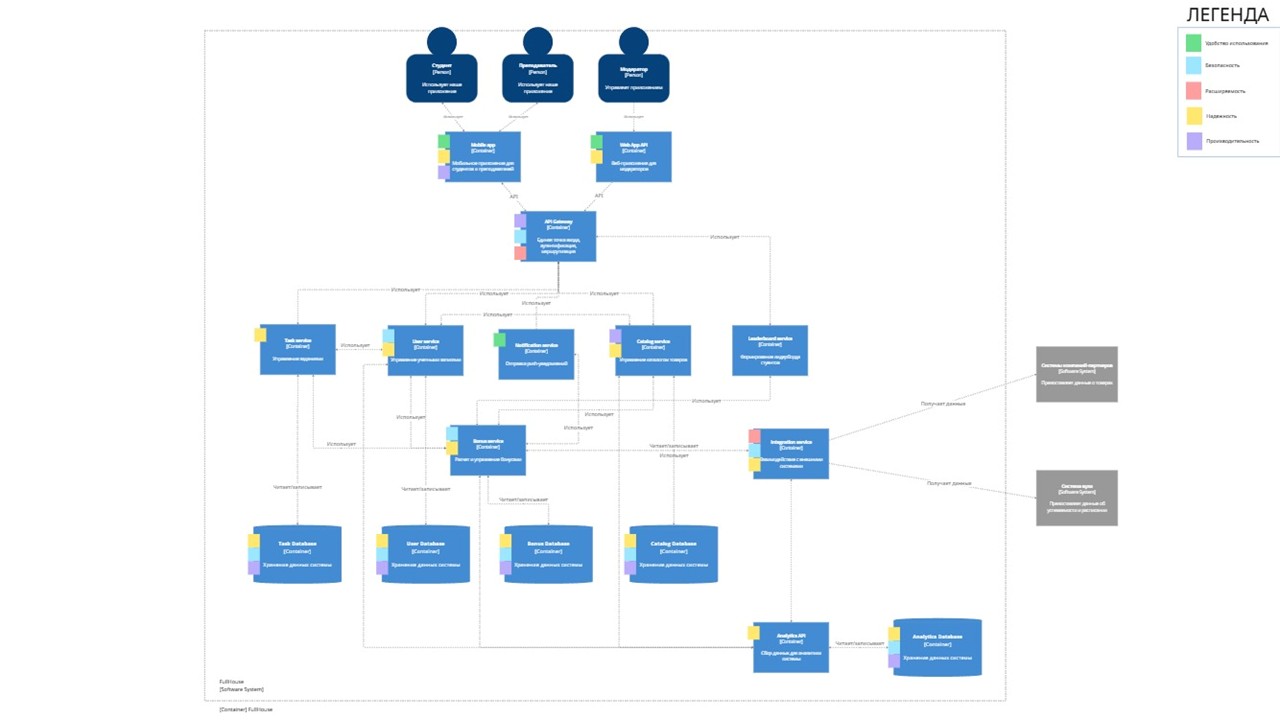 ЛЕГЕНДА
Удобство использования
Безопасность
Расширяемость
Надежность
Производительность
Студент
[Person]
Использует наше
приложение
Преподаватель
[Person]
Использует наше
приложение
Модератор
[Person]
Управляет приложением
Использует
Использует
Использует
Mobile app
[Container]
Мобильное приложение для
студентов и преподавателей
Web App API
[Container]
Веб-приложение для
модераторов
API
API
API Gateway
[Container]
Единая точка входа,
аутентификация,
маршрутизация
Использует
Использует
Использует
Использует
Использует
Использует
Task service
[Container]
Управление заданиями
Использует
User service
[Container]
Управление учетными записями
Notification service
[Container]
Отправка push-уведомлений
Catalog service
[Container]
Управление каталогом товаров
Leaderboard service
[Container]
Формирование лидерборда
студентов
Системы компаний-партнеров
[Software System]
Предоставляет данные о товарах
Использует
Использует
Использует
Использует
Получает данные
Использует
Bonus service
[Container]
Расчет и управление бонусами
Читает/записывает
Использует
Integration service
[Container]
Взаимодействие с внешними
системами
Получает данные
Система вуза
[Software System]
Предоставляет данные об
успеваемости и расписании
Читает/записывает
Читает/записывает
Читает/записывает
Task Database
[Container]
Хранение данных системы
User Database
[Container]
Хранение данных системы
Bonus Database
[Container]
Хранение данных системы
Catalog Database
[Container]
Хранение данных системы
Analytics API
[Container]
Сбор данных для аналитики
системы
Читает/записывает
Analytics Database
[Container]
Хранение данных системы
FullHouse
[Software System]
[Container] FullHouse